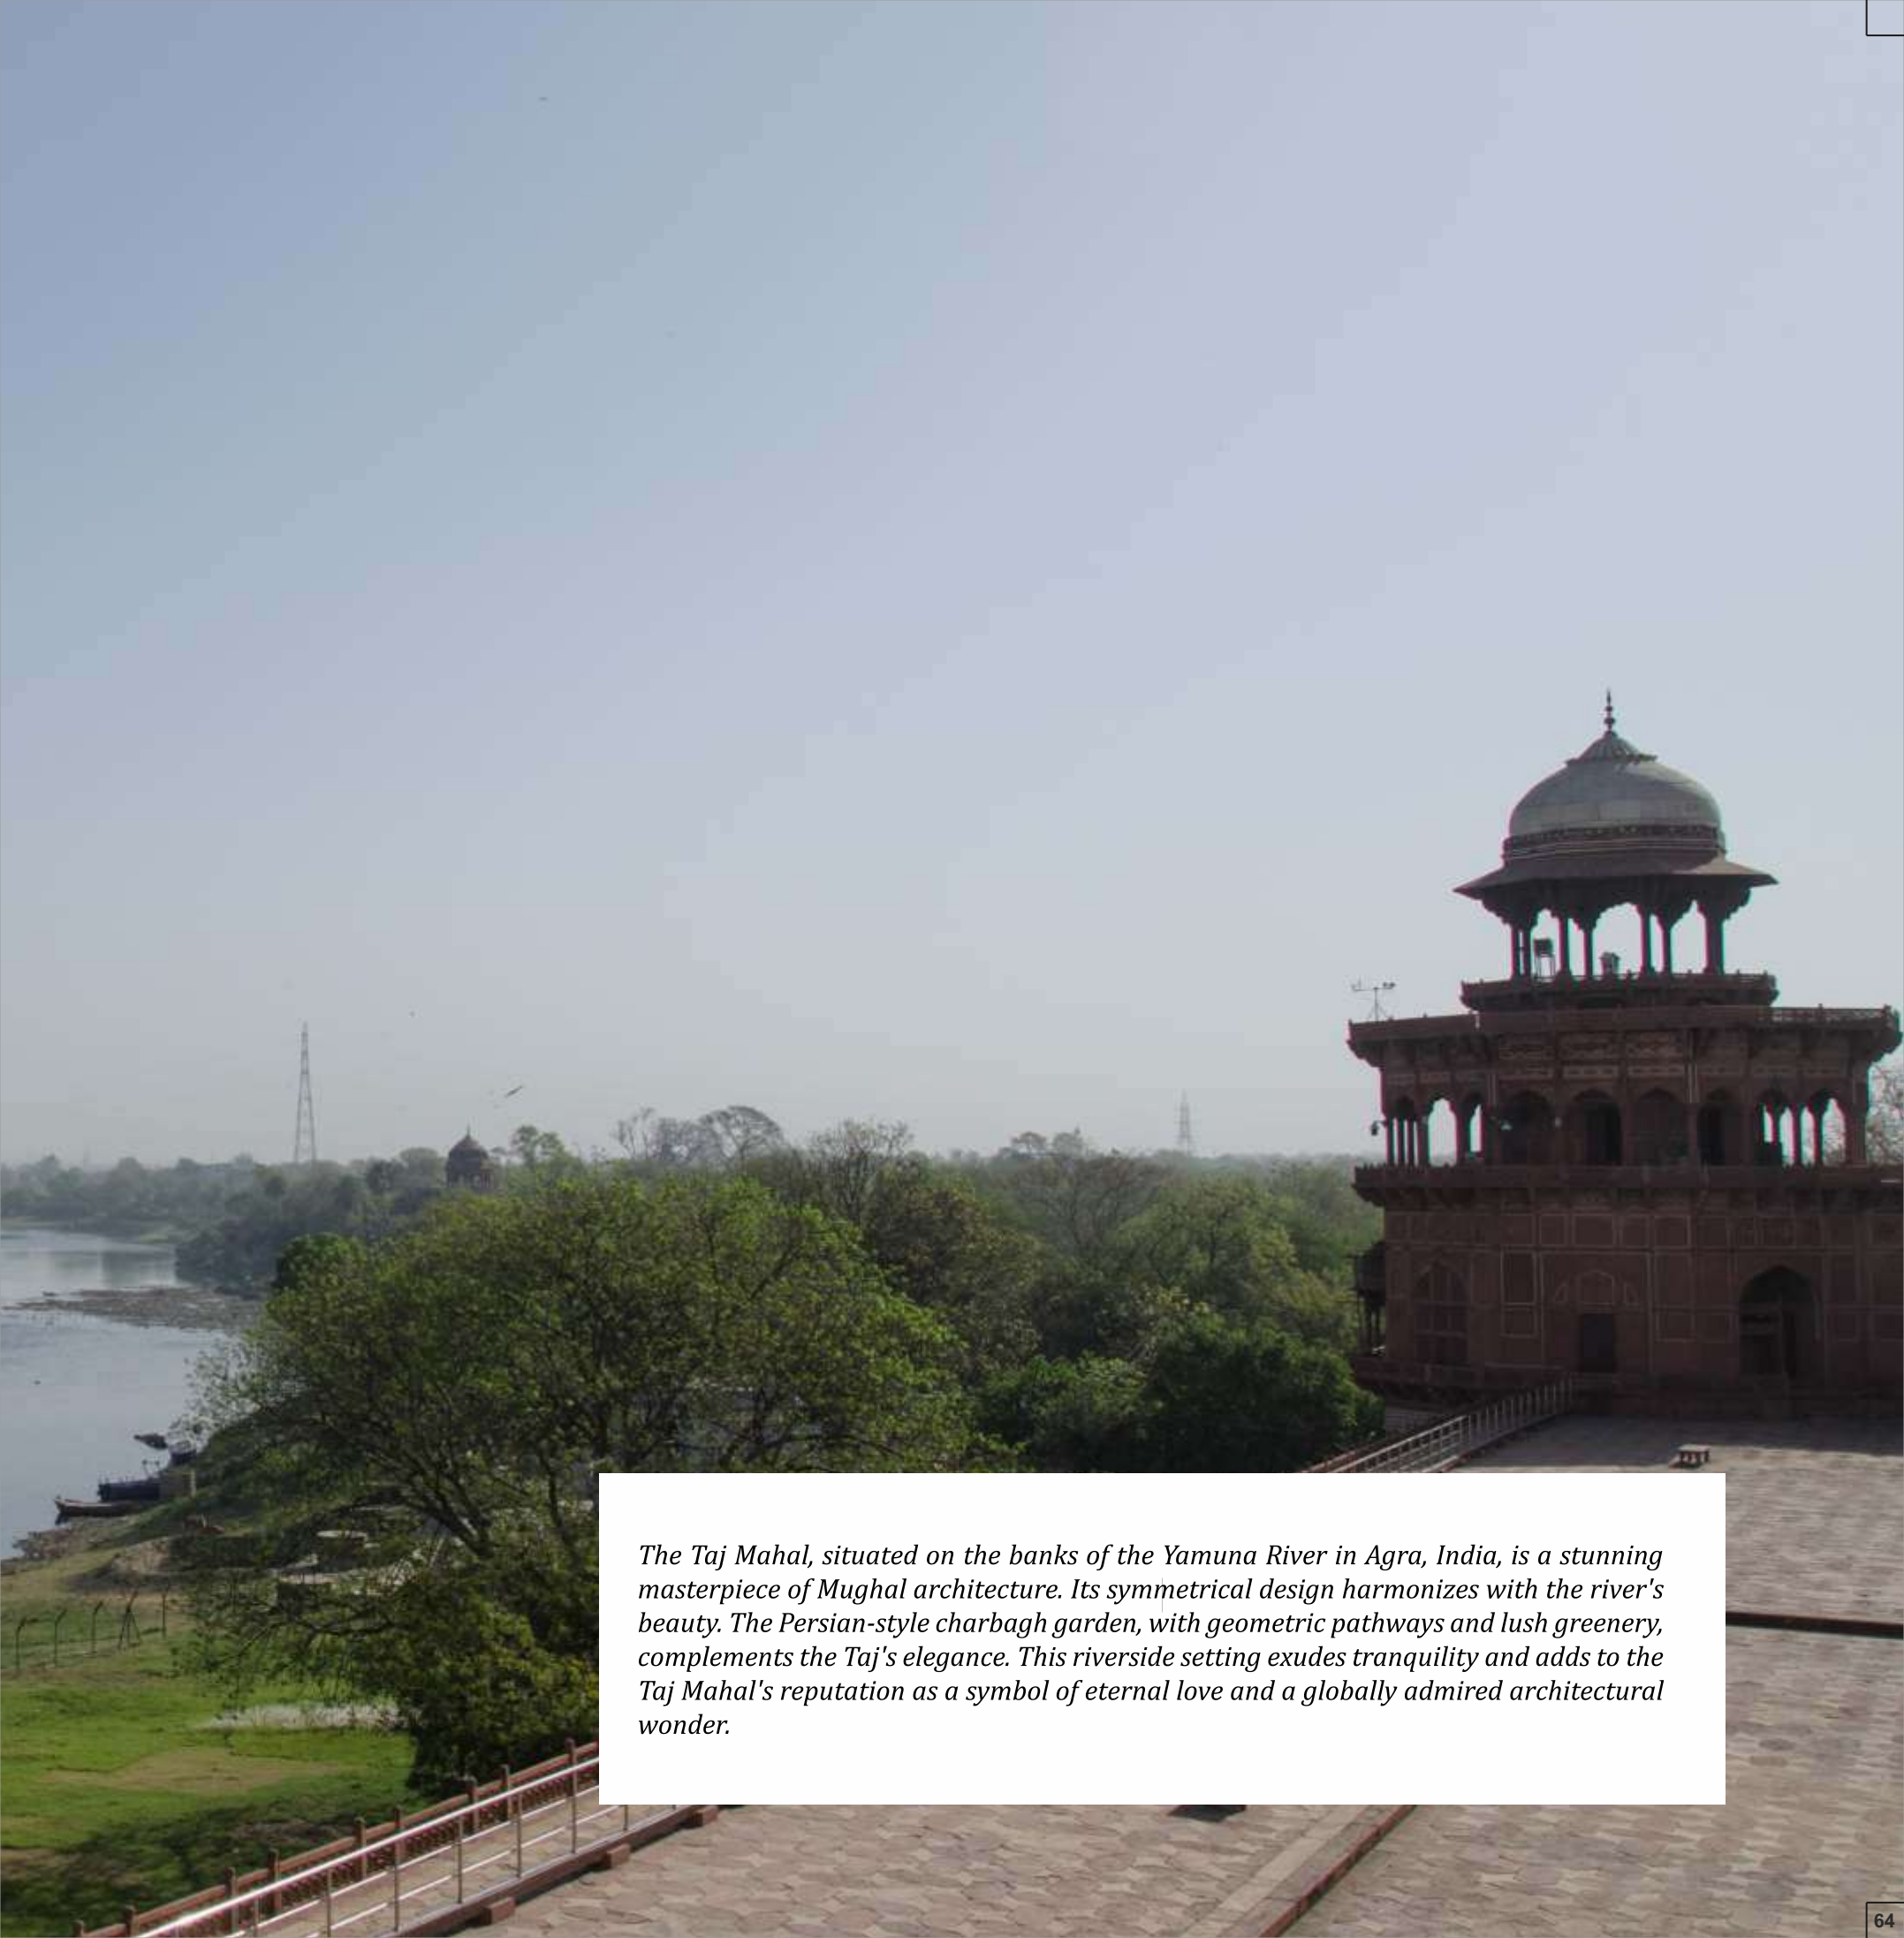 The Taj Mahal, situated on the banks of the Yamuna River in Agra, India, is a stunning
masterpiece of Mughal architecture. Its symmetrical design harmonizes with the river's
beauty. The Persian-style charbagh garden, with geometric pathways and lush greenery,
complements the Taj's elegance. This riverside setting exudes tranquility and adds to the
Taj Mahal's reputation as a symbol of eternal love and a globally admired architectural
wonder.
64